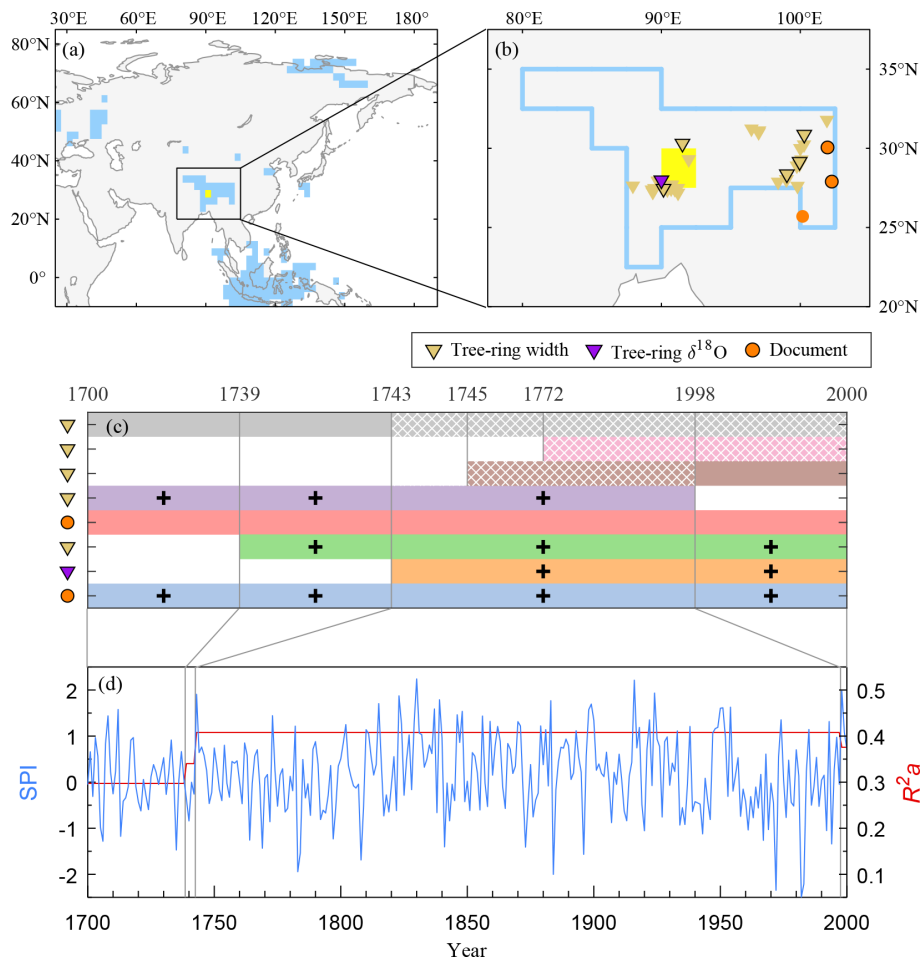 30°E 60°E 90°E 120°E 150°E 180° 80°E 90°E 100°E
80°N (a) (b) 35°N
60°N
40°N 30°N
20°N 25°N
0° 20°N
Tree-ring width Tree-ring δ¹⁸O Document
1700 1739 1743 1745 1772 1998 2000
(c)
(d)
2 0.5
1 0.4
SPI 0 0.3 R²a
-1 0.2
-2 0.1
1700 1750 1800 1850 1900 1950 2000
Year